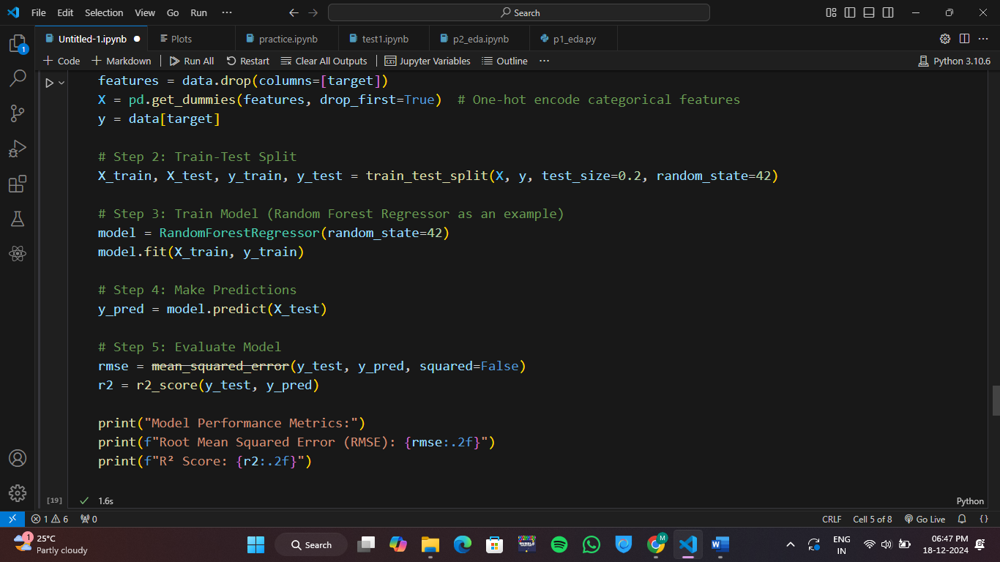 File Edit Selection View Go Run ··· Search
Untitled-1.ipynb Plots practice.ipynb test1.ipynb p2_eda.ipynb p1_eda.py
+ Code + Markdown Run All Restart Clear All Outputs Jupyter Variables Outline ··· Python 3.10.6
1
features = data.drop(columns=[target])
X = pd.get_dummies(features, drop_first=True)  # One-hot encode categorical features
y = data[target]
# Step 2: Train-Test Split
X_train, X_test, y_train, y_test = train_test_split(X, y, test_size=0.2, random_state=42)
# Step 3: Train Model (Random Forest Regressor as an example)
model = RandomForestRegressor(random_state=42)
model.fit(X_train, y_train)
# Step 4: Make Predictions
y_pred = model.predict(X_test)
# Step 5: Evaluate Model
rmse = mean_squared_error(y_test, y_pred, squared=False)
r2 = r2_score(y_test, y_pred)
print("Model Performance Metrics:")
print(f"Root Mean Squared Error (RMSE): {rmse:.2f}")
print(f"R² Score: {r2:.2f}")
[19] 1.6s Python
1 6 0 CRLF Cell 5 of 8 Go Live {}
1 25°C
Partly cloudy
Search
M
W
ENG
IN
06:47 PM
18-12-2024